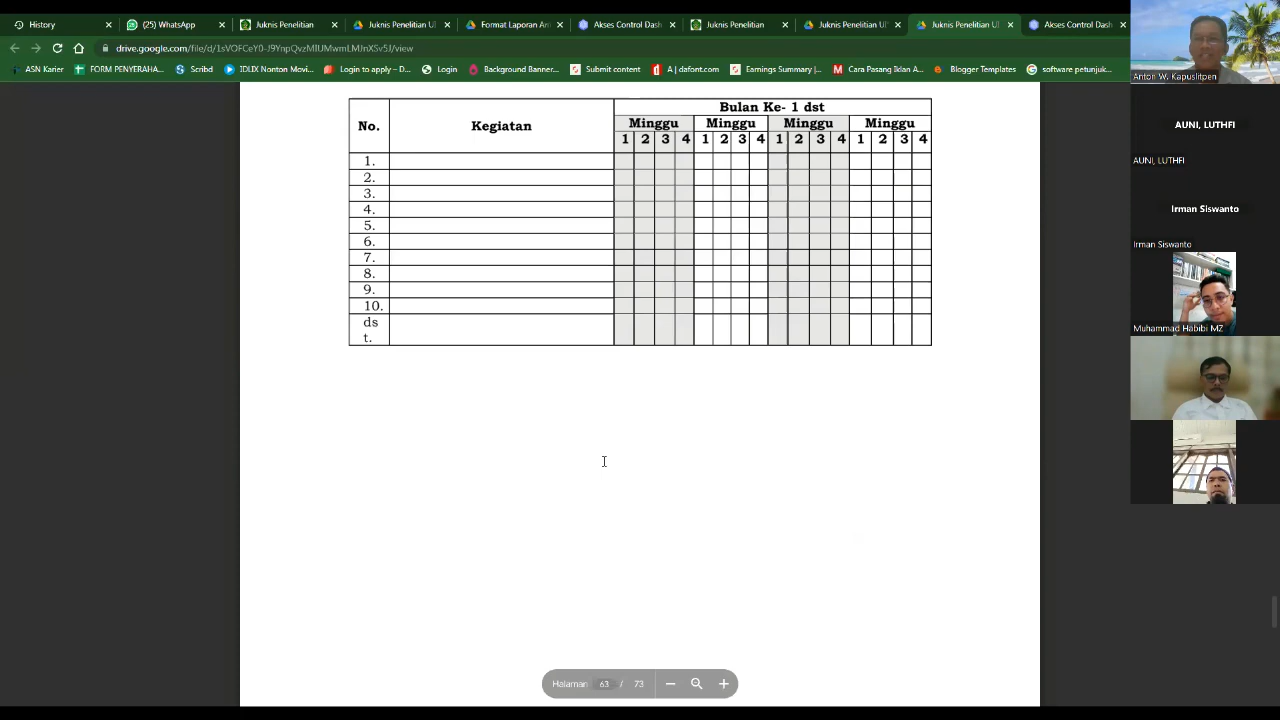 History
(25) WhatsApp
Juknis Penelitian
Juknis Penelitian U
Format Laporan An
Akses Control Dash
Juknis Penelitian
Juknis Penelitian UI
Juknis Penelitian UI
Akses Control Dash
drive.google.com/file/d/1sVOFCeY0-J9YnpQvzMIUMwmLMJnXSv5J/view
ASN Karier
FORM PENYERAHA...
Scribd
IDLIX Nonton Movi...
Login to apply – D...
Login
Background Banner...
Submit content
A | dafont.com
Earnings Summary |...
Cara Pasang Iklan A...
Blogger Templates
software petunjuk...
No. Kegiatan Bulan Ke- 1 dst
Minggu Minggu Minggu Minggu
1 2 3 4 1 2 3 4 1 2 3 4 1 2 3 4
1.
2.
3.
4.
5.
6.
7.
8.
9.
10.
ds
t.
Halaman 63 / 73
Anton W. Kapuslitpen
AUNI, LUTHFI
AUNI, LUTHFI
Irman Siswanto
Irman Siswanto
Muhammad Habibi MZ